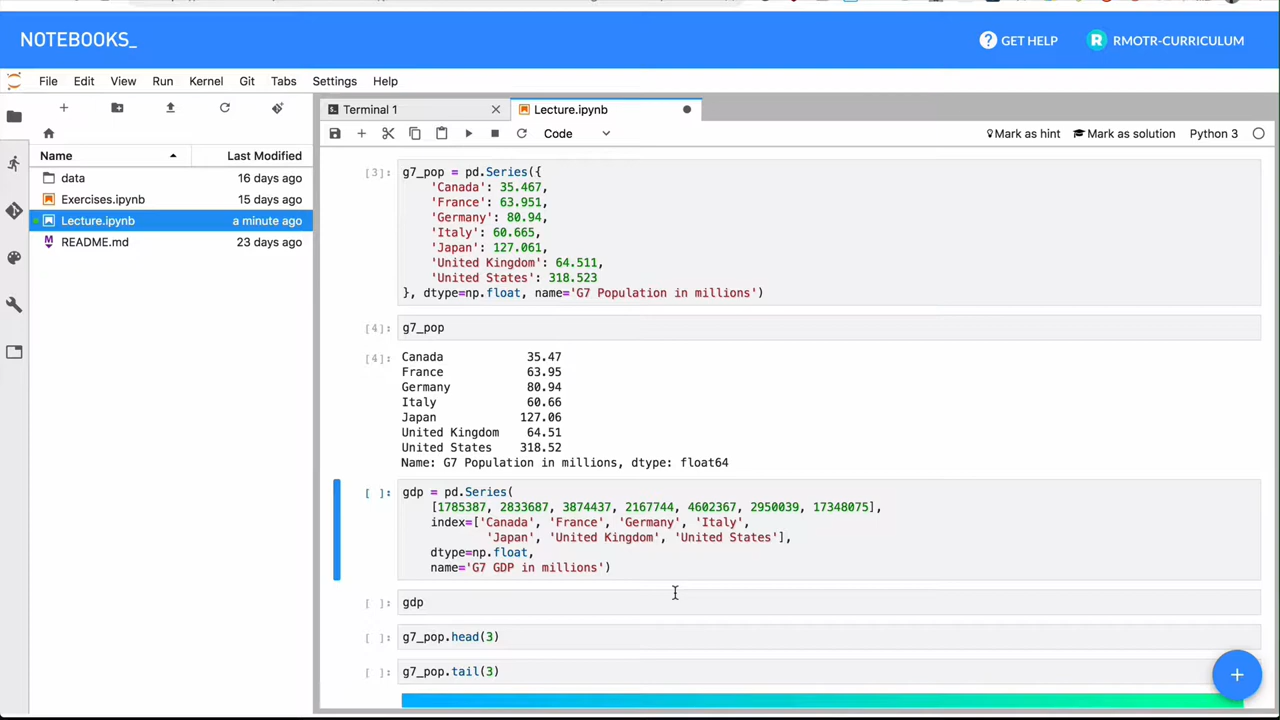 NOTEBOOKS_
? GET HELP
R RMOTR-CURRICULUM
File Edit View Run Kernel Git Tabs Settings Help
Terminal 1
Lecture.ipynb
Code
Mark as hint
Mark as solution
Python 3
Name
Last Modified
data 16 days ago
Exercises.ipynb 15 days ago
Lecture.ipynb a minute ago
README.md 23 days ago
[3]: g7_pop = pd.Series({
'Canada': 35.467,
'France': 63.951,
'Germany': 80.94,
'Italy': 60.665,
'Japan': 127.061,
'United Kingdom': 64.511,
'United States': 318.523
}, dtype=np.float, name='G7 Population in millions')
[4]: g7_pop
[4]: Canada 35.47
France 63.95
Germany 80.94
Italy 60.66
Japan 127.06
United Kingdom 64.51
United States 318.52
Name: G7 Population in millions, dtype: float64
[ ]: gdp = pd.Series(
[1785387, 2833687, 3874437, 2167744, 4602367, 2950039, 17348075],
index=['Canada', 'France', 'Germany', 'Italy',
'Japan', 'United Kingdom', 'United States'],
dtype=np.float,
name='G7 GDP in millions')
[ ]: gdp
[ ]: g7_pop.head(3)
[ ]: g7_pop.tail(3)